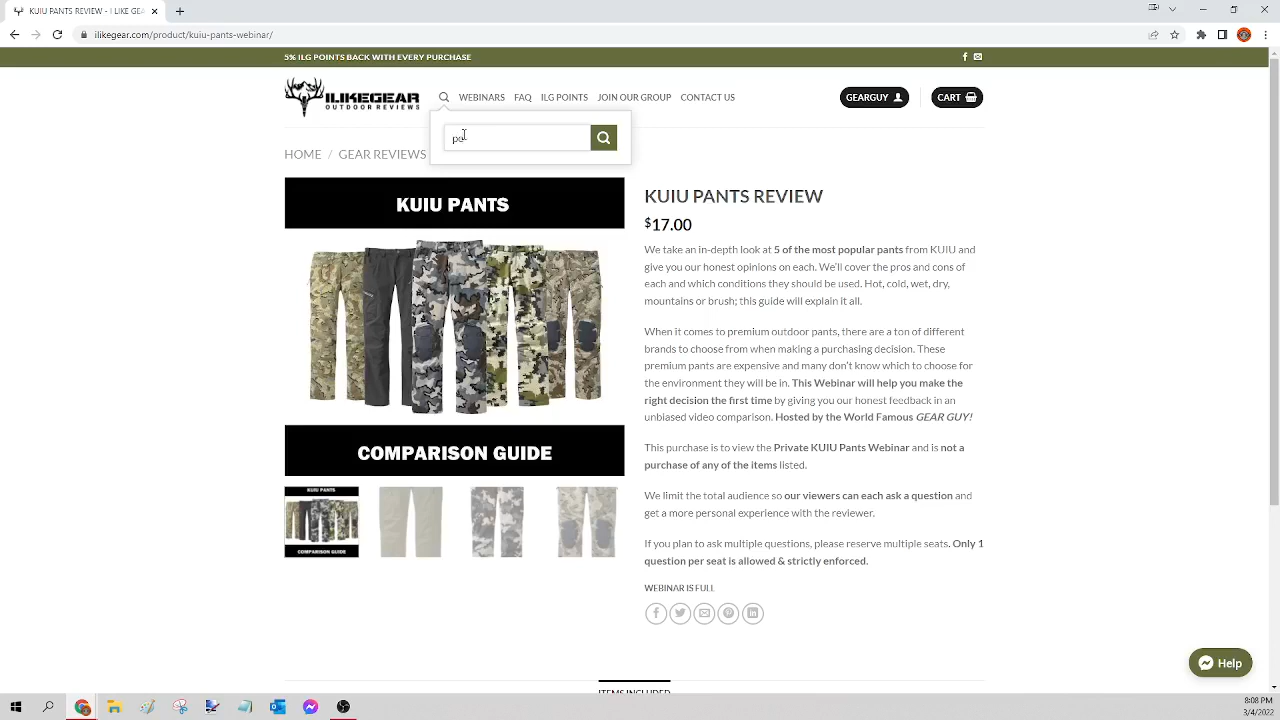 KUIU PANTS REVIEW - I LIKE GEAR
ilikegear.com/product/kuiu-pants-webinar/
5% ILG POINTS BACK WITH EVERY PURCHASE
ILIKEGEAR
OUTDOOR REVIEWS
WEBINARS
FAQ
ILG POINTS
JOIN OUR GROUP
CONTACT US
GEARGUY
CART
po
HOME / GEAR REVIEWS
KUIU PANTS
COMPARISON GUIDE
KUIU PANTS
COMPARISON GUIDE
KUIU PANTS REVIEW
$17.00
We take an in-depth look at 5 of the most popular pants from KUIU and
give you our honest opinions on each. We'll cover the pros and cons of
each and which conditions they should be used. Hot, cold, wet, dry,
mountains or brush; this guide will explain it all.
When it comes to premium outdoor pants, there are a ton of different
brands to choose from when making a purchasing decision. These
premium pants are expensive and many don't know which to choose for
the environment they will be in. This Webinar will help you make the
right decision the first time by giving you our honest feedback in an
unbiased video comparison. Hosted by the World Famous GEAR GUY!
This purchase is to view the Private KUIU Pants Webinar and is not a
purchase of any of the items listed.
We limit the total audience so our viewers can each ask a question and
get a more personal experience with the reviewer.
If you plan to ask multiple questions, please reserve multiple seats. Only 1
question per seat is allowed & strictly enforced.
WEBINAR IS FULL
Help
ITEMS INCLUDED
8:08 PM
3/4/2022